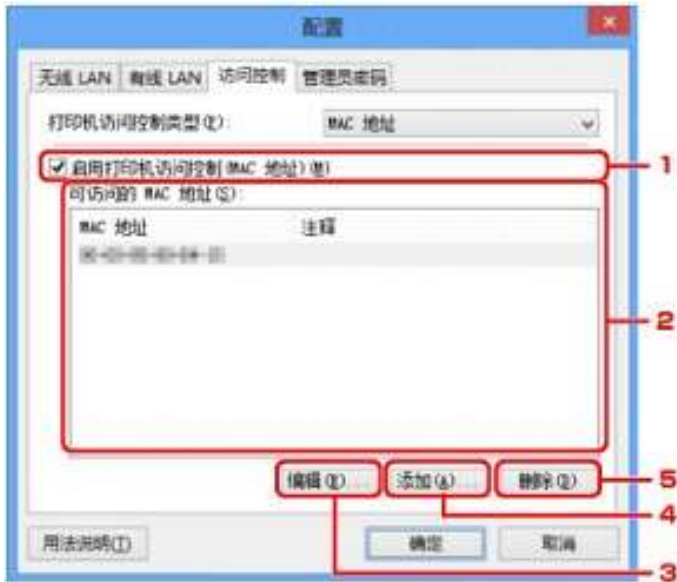 配置
无线 LAN 有线 LAN 访问控制 管理员密码
打印机访问控制类型(P): MAC 地址
启用打印机访问控制(MAC 地址)(M) 1
可访问的 MAC 地址(S):
MAC 地址 注释
2
编辑(E)... 添加(A)... 删除(D) 5
4
用法说明(I) 确定 取消
3